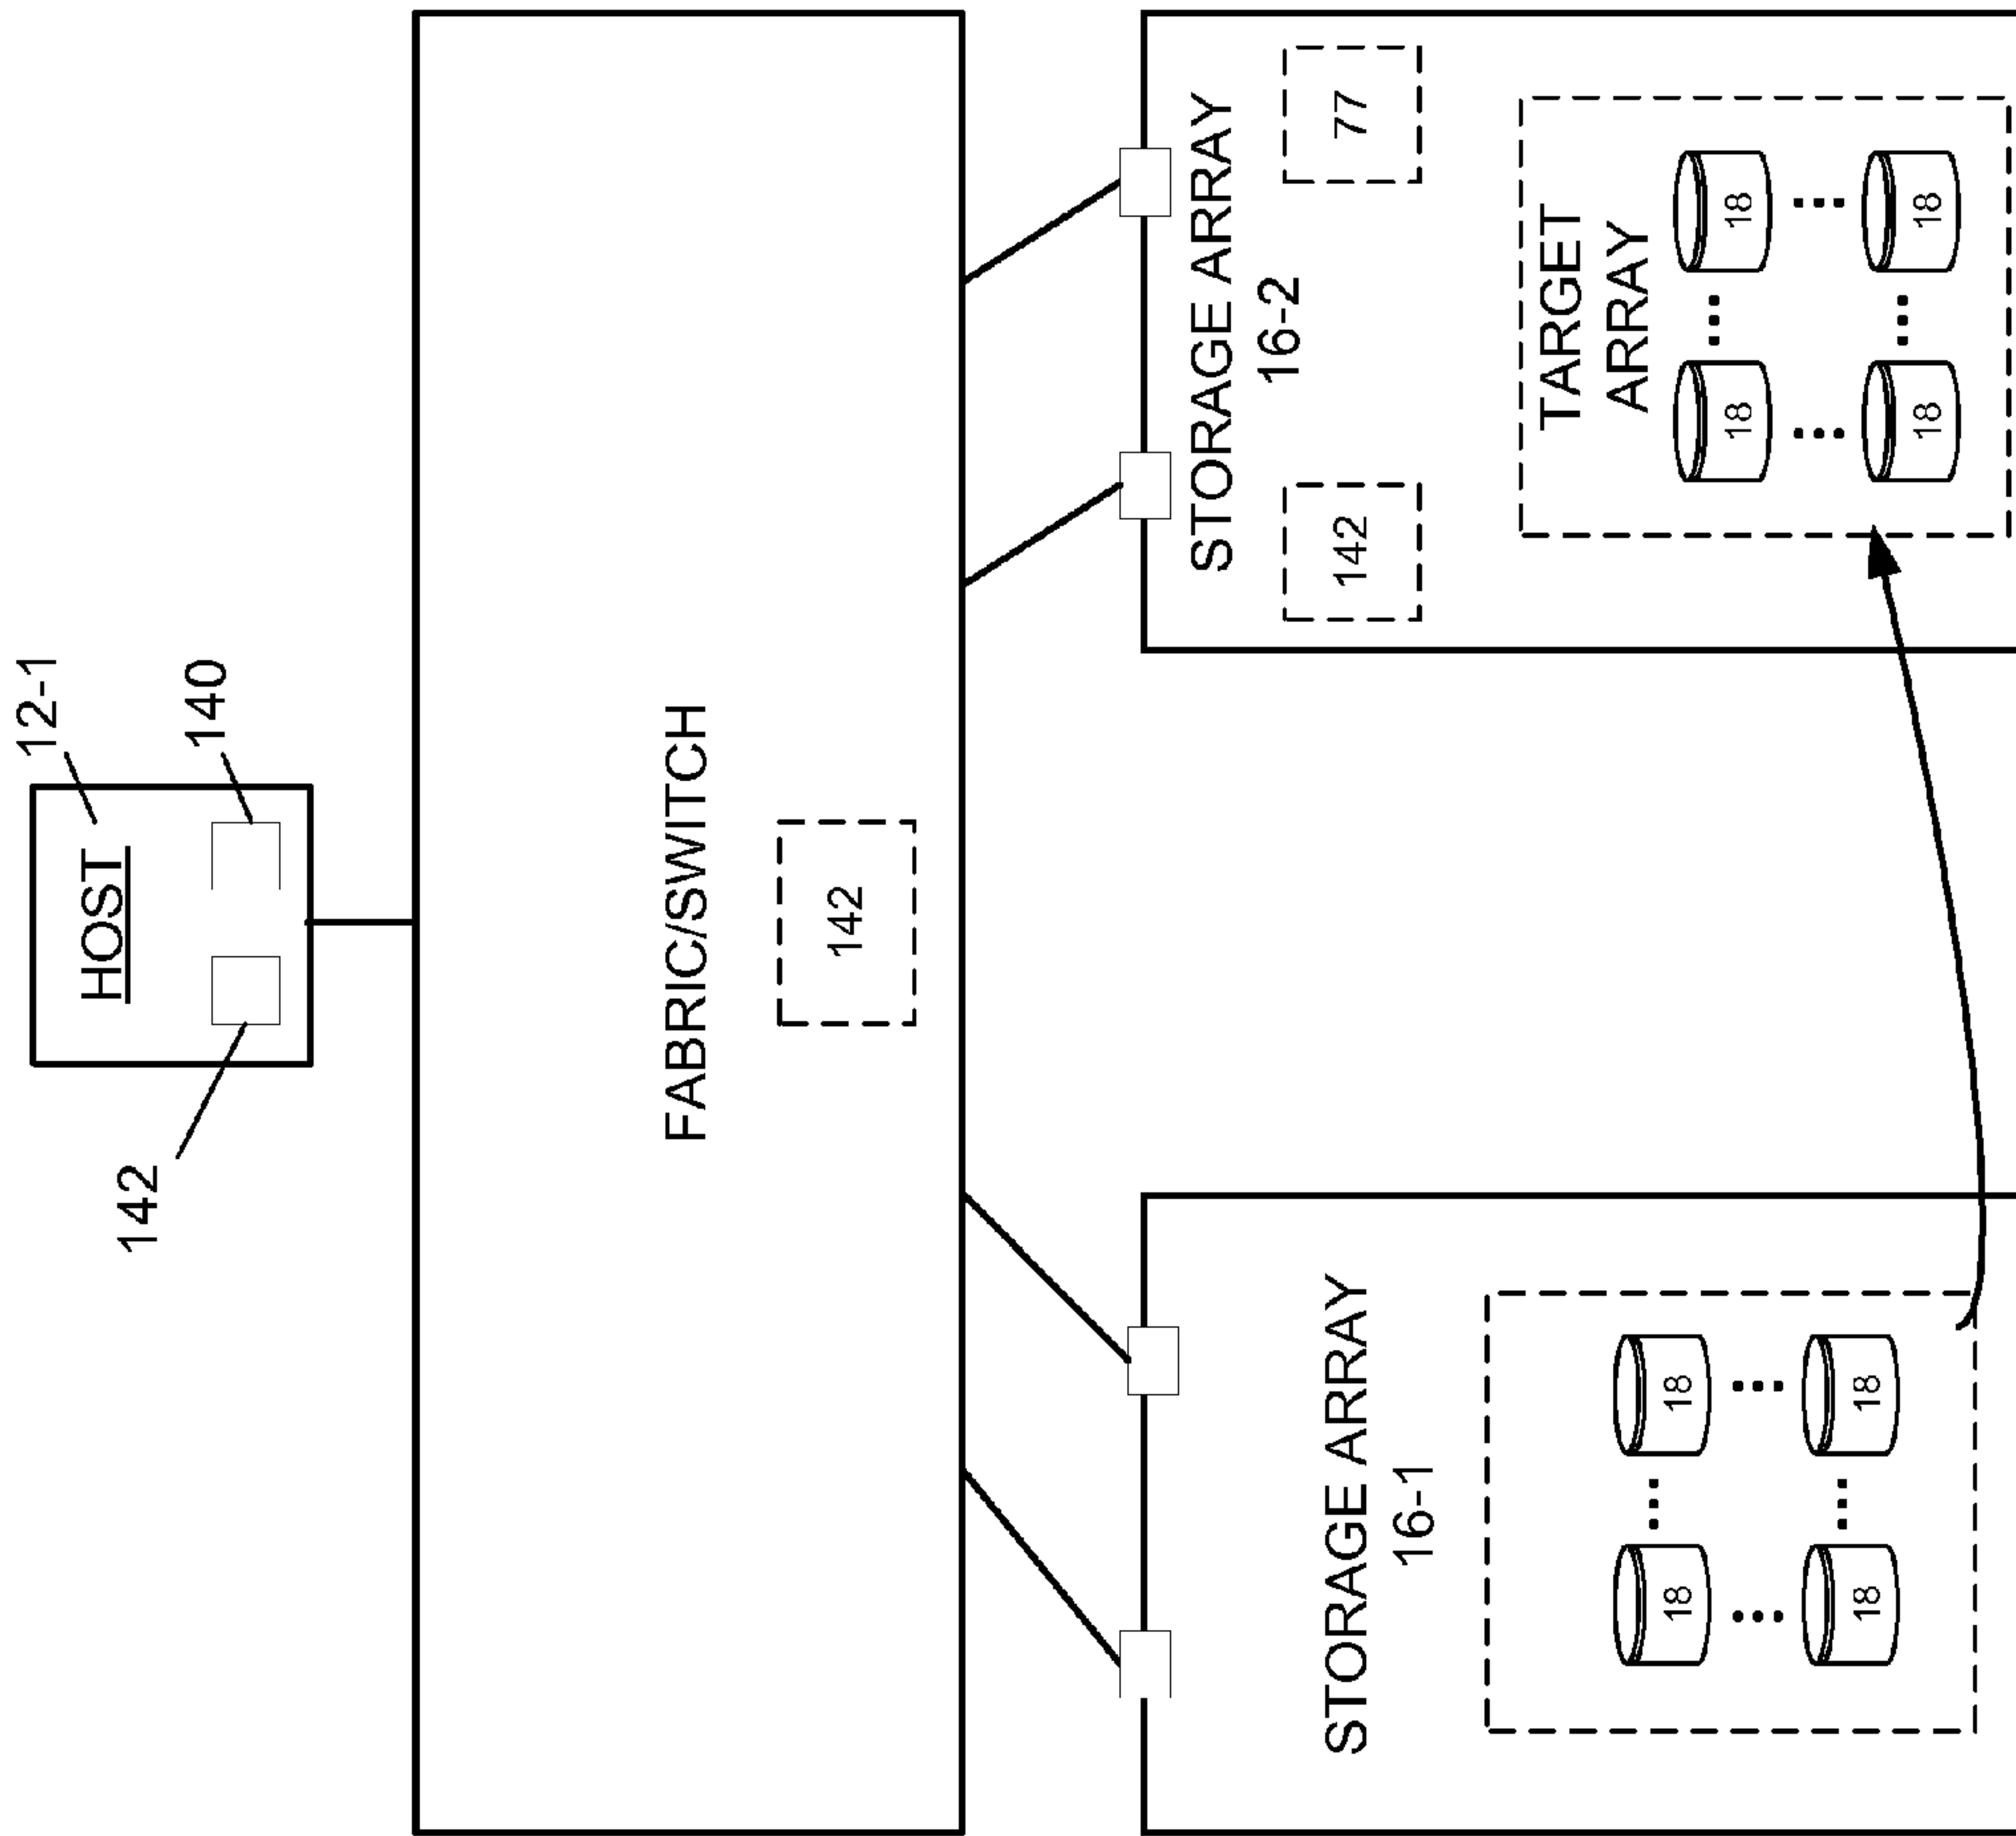 12-1
HOST
140
142
FABRIC/SWITCH
142
STORAGE ARRAY
16-1
18
18
18
18
STORAGE ARRAY
16-2
142
77
TARGET
ARRAY
18
18
18
18